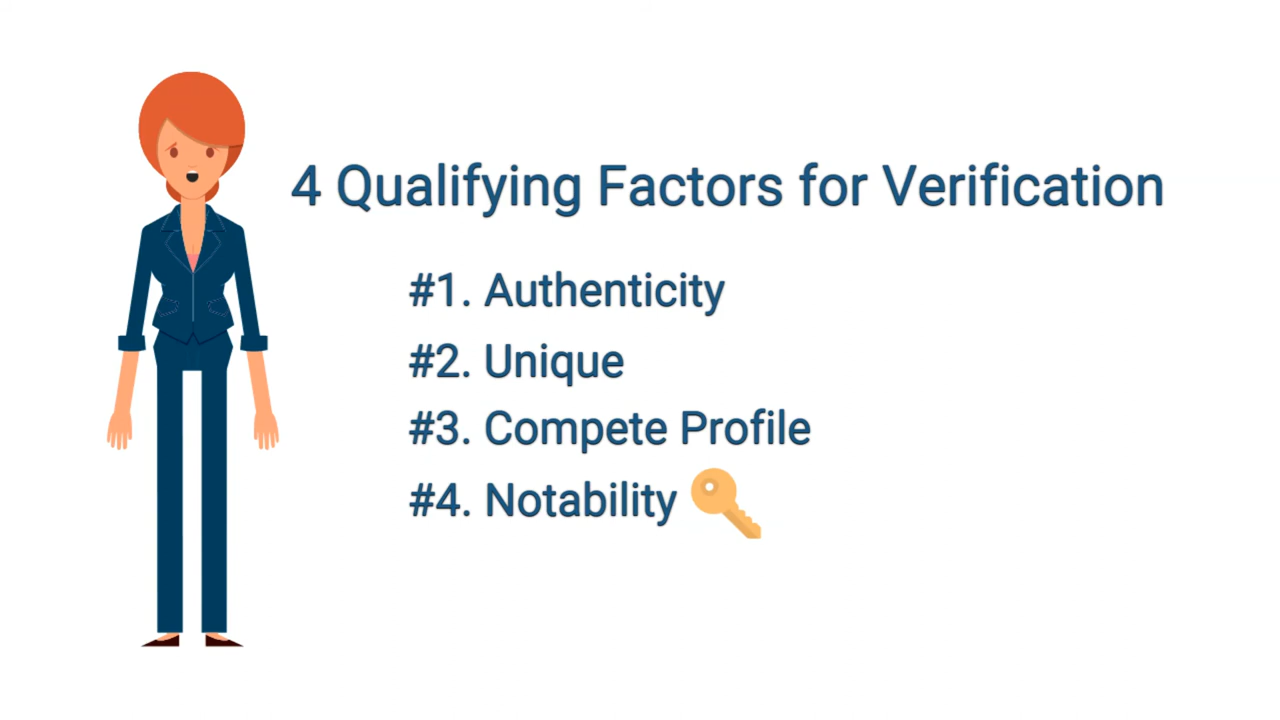 4 Qualifying Factors for Verification
#1. Authenticity
#2. Unique
#3. Compete Profile
#4. Notability